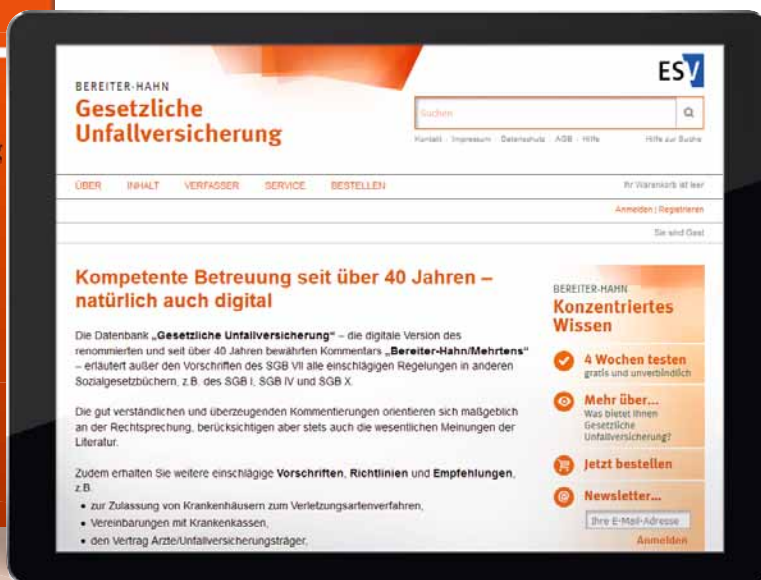 ESV
BEREITER-HAHN
Gesetzliche
Unfallversicherung
Suchen
Kontakt · Impressum · Datenschutz · AGB · Hilfe
Hilfe zur Suche
ÜBER INHALT VERFASSER SERVICE BESTELLEN
Ihr Warenkorb ist leer
Anmelden | Registrieren
Sie sind Gast
Kompetente Betreuung seit über 40 Jahren –
natürlich auch digital
Die Datenbank „Gesetzliche Unfallversicherung“ – die digitale Version des
renommierten und seit über 40 Jahren bewährten Kommentars „Bereiter-Hahn/Mehrtens“
– erläutert außer den Vorschriften des SGB VII alle einschlägigen Regelungen in anderen
Sozialgesetzbüchern, z.B. des SGB I, SGB IV und SGB X.
Die gut verständlichen und überzeugenden Kommentierungen orientieren sich maßgeblich
an der Rechtsprechung, berücksichtigen aber stets auch die wesentlichen Meinungen der
Literatur.
Zudem erhalten Sie weitere einschlägige Vorschriften, Richtlinien und Empfehlungen,
z.B.
• zur Zulassung von Krankenhäusern zum Verletzungsartenverfahren,
• Vereinbarungen mit Krankenkassen,
• den Vertrag Ärzte/Unfallversicherungsträger,
BEREITER-HAHN
Konzentriertes
Wissen
4 Wochen testen
gratis und unverbindlich
Mehr über...
Was bietet Ihnen
Gesetzliche
Unfallversicherung?
Jetzt bestellen
Newsletter...
Ihre E-Mail-Adresse
Anmelden